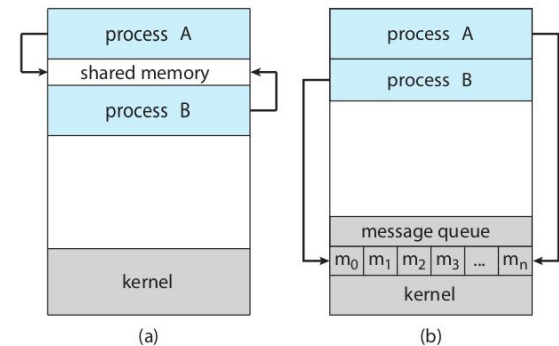 process A
shared memory
process B
kernel
(a)
process A
process B
message queue
m₀ m₁ m₂ m₃ ... mₙ
kernel
(b)